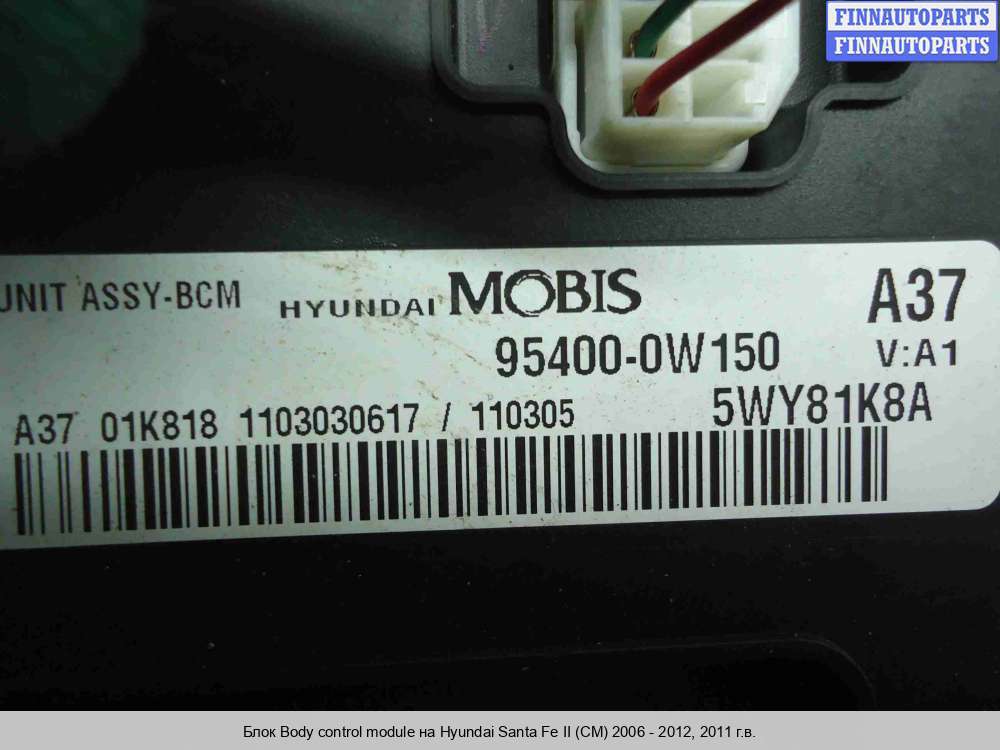 FINNAUTOPARTS
FINNAUTOPARTS
UNIT ASSY-BCM HYUNDAI MOBIS A37
95400-0W150 V:A1
A37 01K818 1103030617 / 110305 5WY81K8A
Блок Body control module на Hyundai Santa Fe II (CM) 2006 - 2012, 2011 г.в.